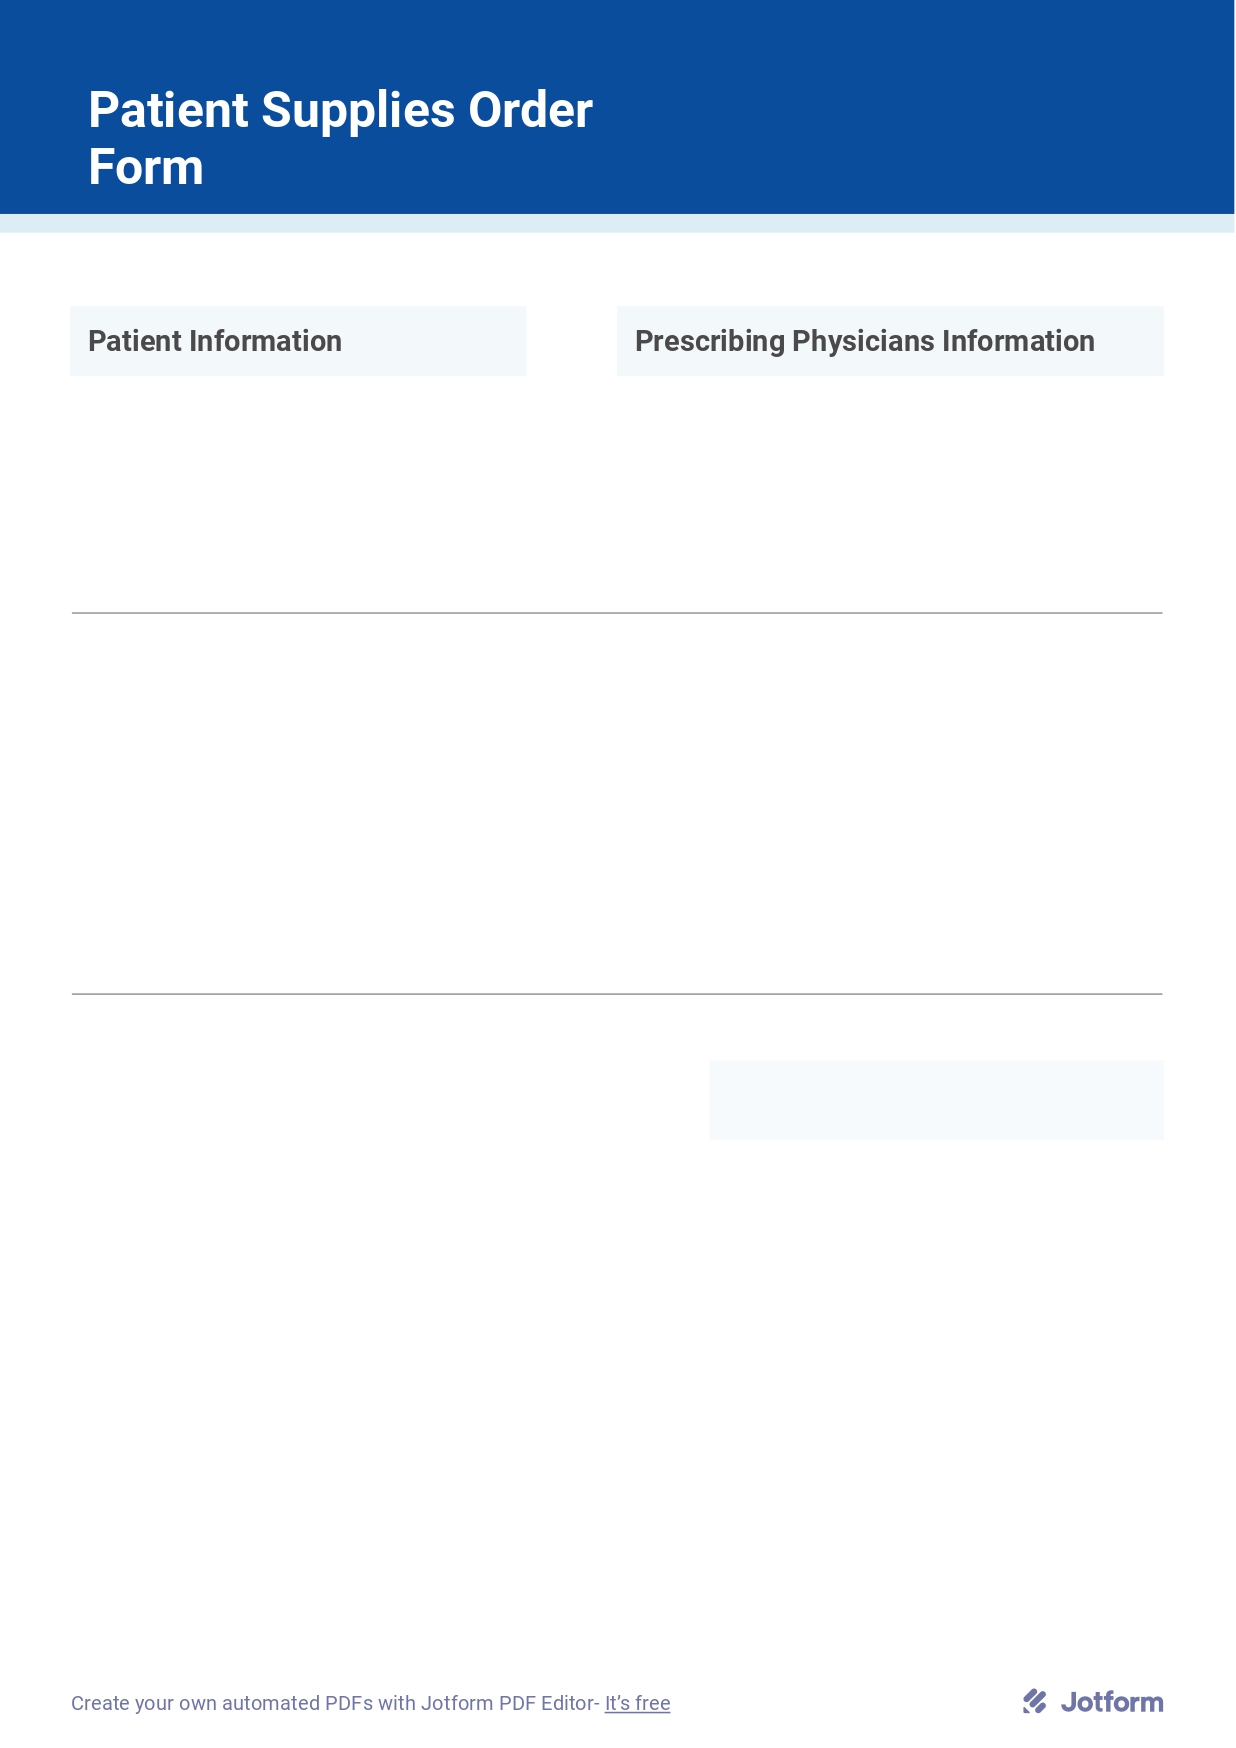 Patient Supplies Order
Form
Patient Information
Prescribing Physicians Information
Create your own automated PDFs with Jotform PDF Editor- It’s free
Jotform